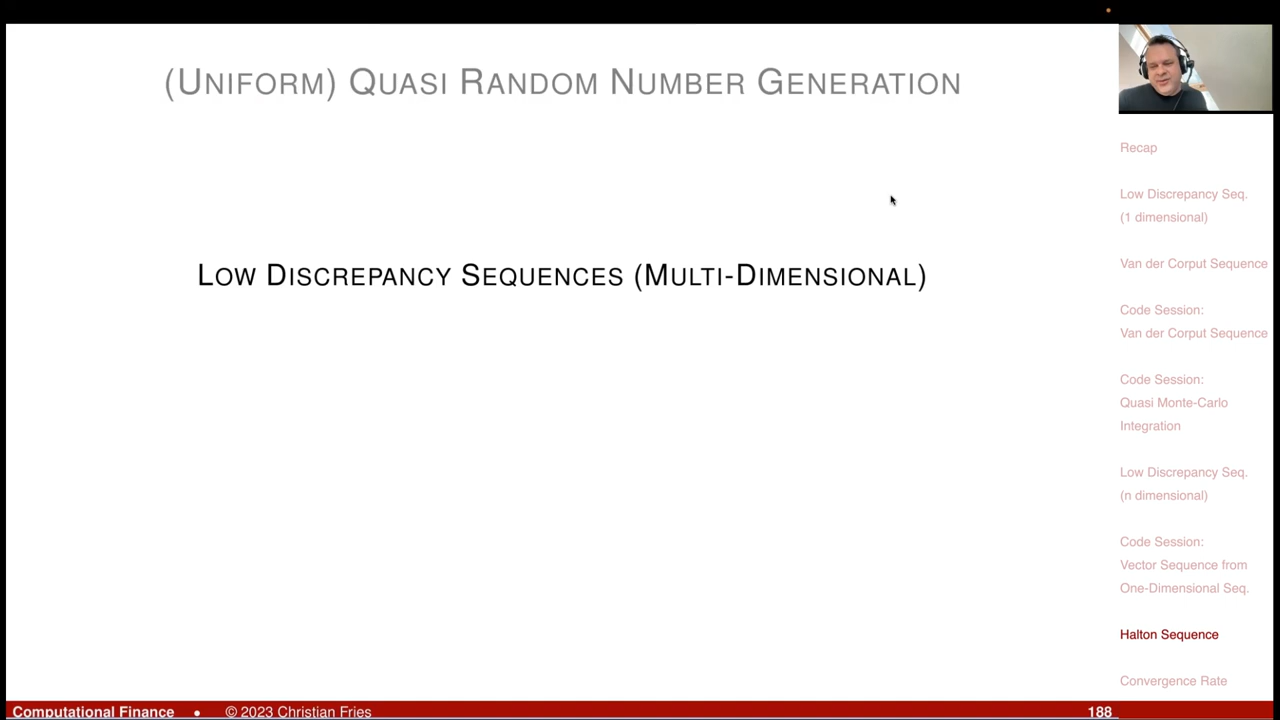 (UNIFORM) QUASI RANDOM NUMBER GENERATION
LOW DISCREPANCY SEQUENCES (MULTI-DIMENSIONAL)
Recap
Low Discrepancy Seq.
(1 dimensional)
Van der Corput Sequence
Code Session:
Van der Corput Sequence
Code Session:
Quasi Monte-Carlo
Integration
Low Discrepancy Seq.
(n dimensional)
Code Session:
Vector Sequence from
One-Dimensional Seq.
Halton Sequence
Convergence Rate
Computational Finance • © 2023 Christian Fries 188